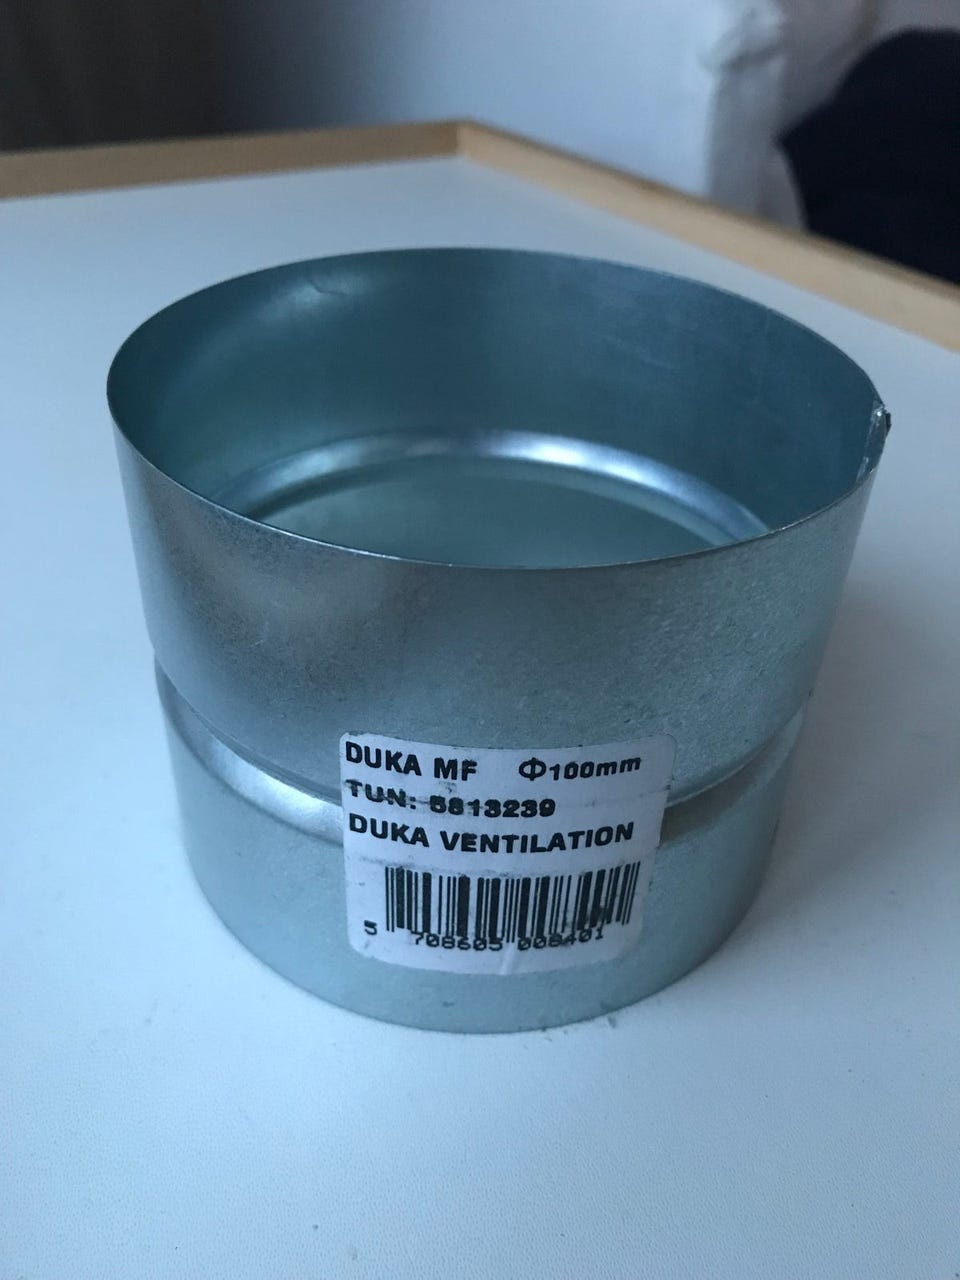 DUKA MF Φ100mm
TUN: 5813239
DUKA VENTILATION
5 708605 008401